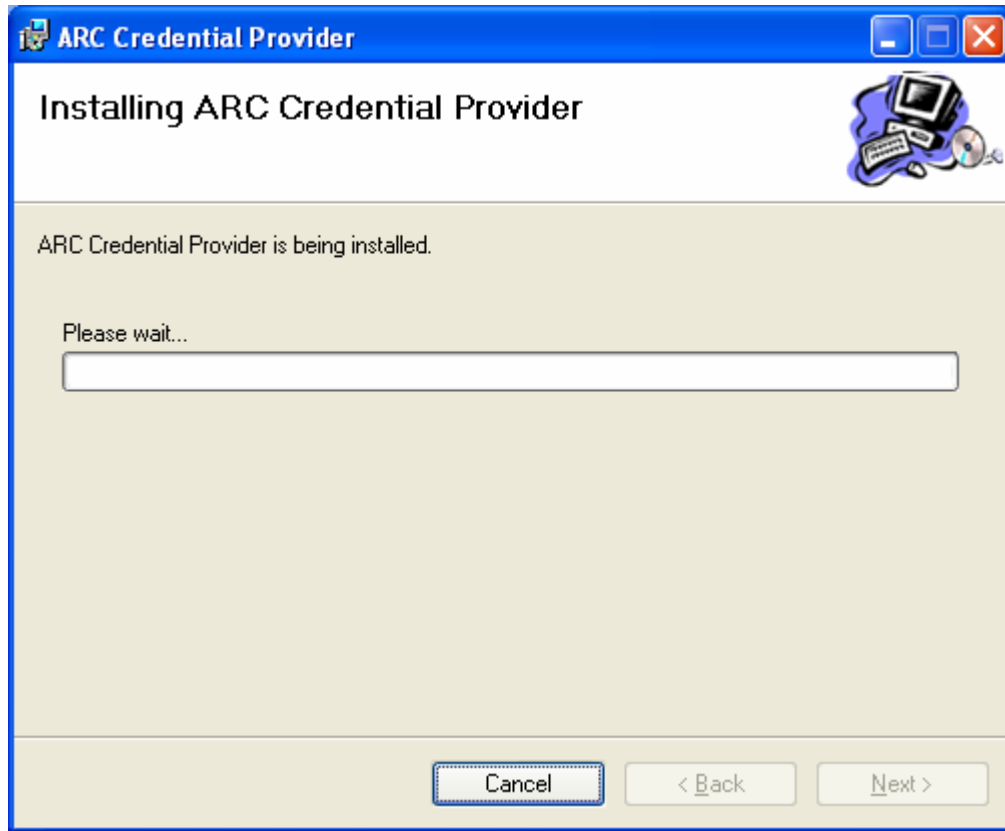 ARC Credential Provider
Installing ARC Credential Provider
ARC Credential Provider is being installed.
Please wait...
Cancel
< Back
Next >